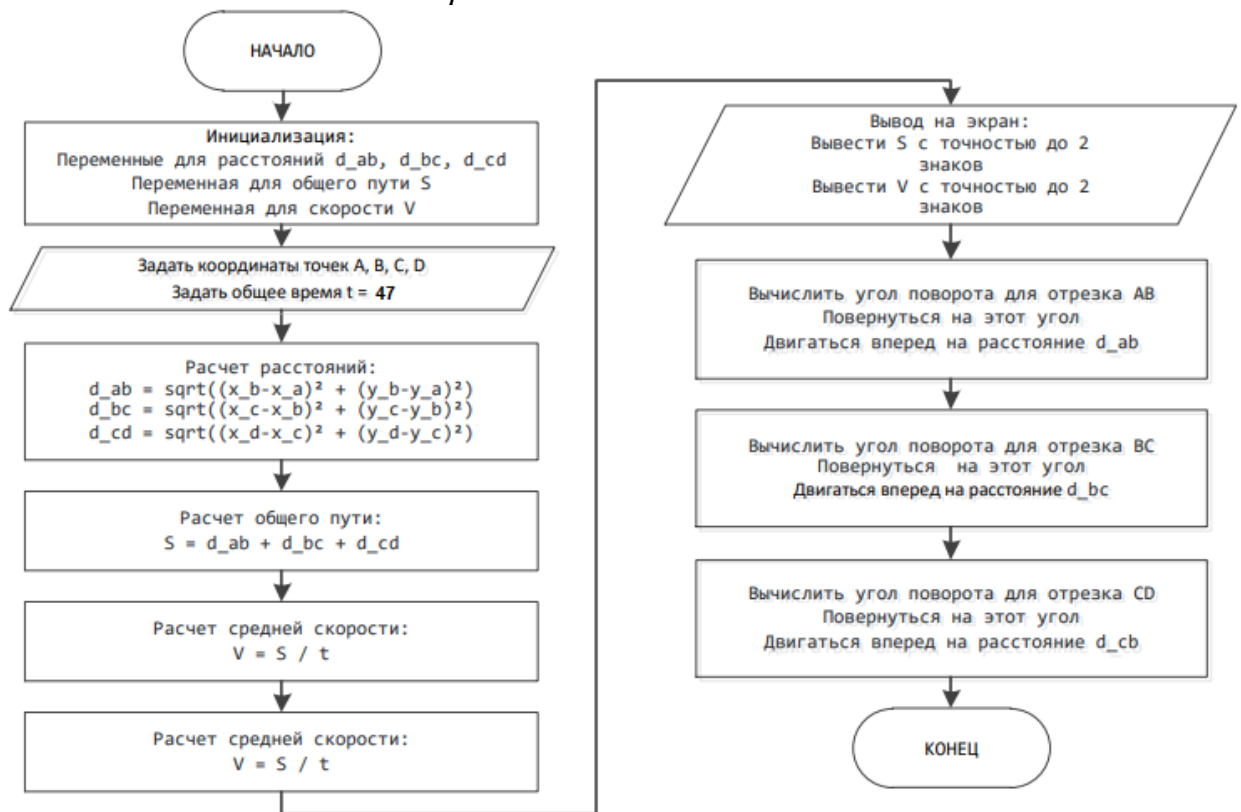 НАЧАЛО
Инициализация:
Переменные для расстояний d_ab, d_bc, d_cd
Переменная для общего пути S
Переменная для скорости V
Задать координаты точек A, B, C, D
Задать общее время t = 47
Расчет расстояний:
d_ab = sqrt((x_b-x_a)² + (y_b-y_a)²)
d_bc = sqrt((x_c-x_b)² + (y_c-y_b)²)
d_cd = sqrt((x_d-x_c)² + (y_d-y_c)²)
Расчет общего пути:
S = d_ab + d_bc + d_cd
Расчет средней скорости:
V = S / t
Расчет средней скорости:
V = S / t
Вывод на экран:
Вывести S с точностью до 2
знаков
Вывести V с точностью до 2
знаков
Вычислить угол поворота для отрезка AB
Повернуться на этот угол
Двигаться вперед на расстояние d_ab
Вычислить угол поворота для отрезка BC
Повернуться на этот угол
Двигаться вперед на расстояние d_bc
Вычислить угол поворота для отрезка CD
Повернуться на этот угол
Двигаться вперед на расстояние d_cb
КОНЕЦ